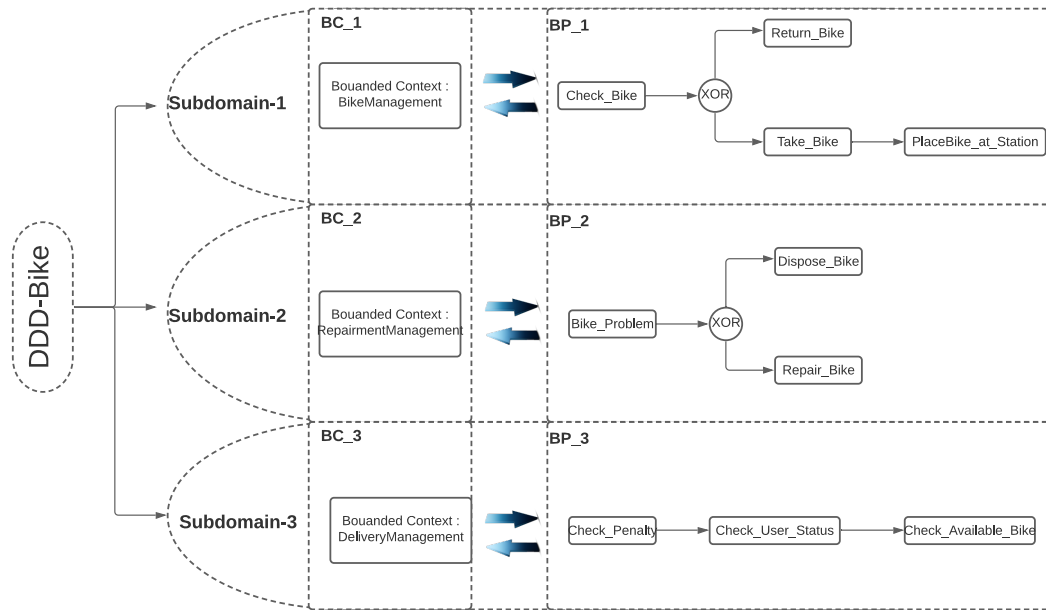 DDD-Bike
Subdomain-1
BC_1
Bouanded Context :
BikeManagement
BP_1
Check_Bike
XOR
Return_Bike
Take_Bike
PlaceBike_at_Station
Subdomain-2
BC_2
Bouanded Context :
RepairmentManagement
BP_2
Bike_Problem
XOR
Dispose_Bike
Repair_Bike
Subdomain-3
BC_3
Bouanded Context :
DeliveryManagement
BP_3
Check_Penalty
Check_User_Status
Check_Available_Bike